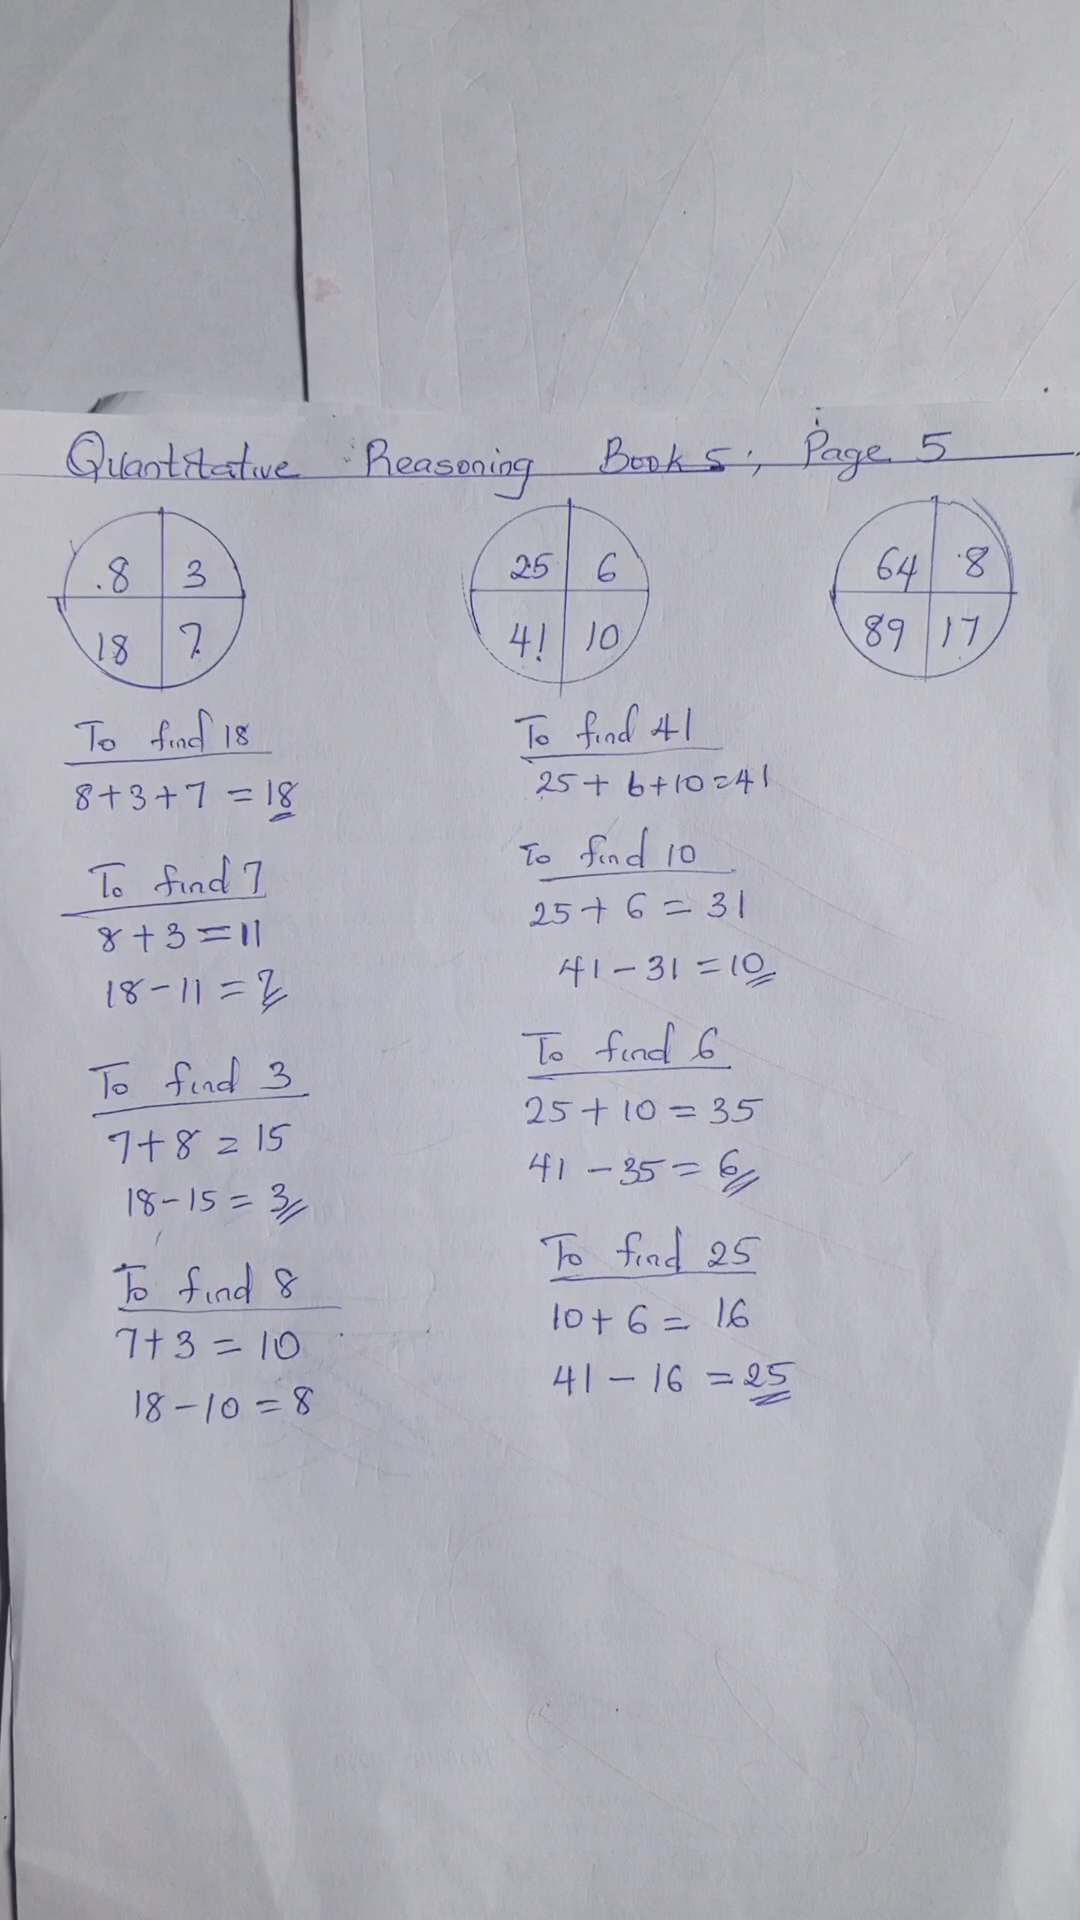 Quantitative Reasoning Book 5; Page 5
8 3
18 7
25 6
41 10
64 8
89 17
To find 18
8+3+7 = 18
To find 7
8+3=11
18-11 = 7
To find 3
7+8 = 15
18-15 = 3
To find 8
7+3 = 10
18-10 = 8
To find 41
25+6+10=41
To find 10
25+6 = 31
41-31 = 10
To find 6
25+10 = 35
41-35 = 6
To find 25
10+6 = 16
41-16 = 25